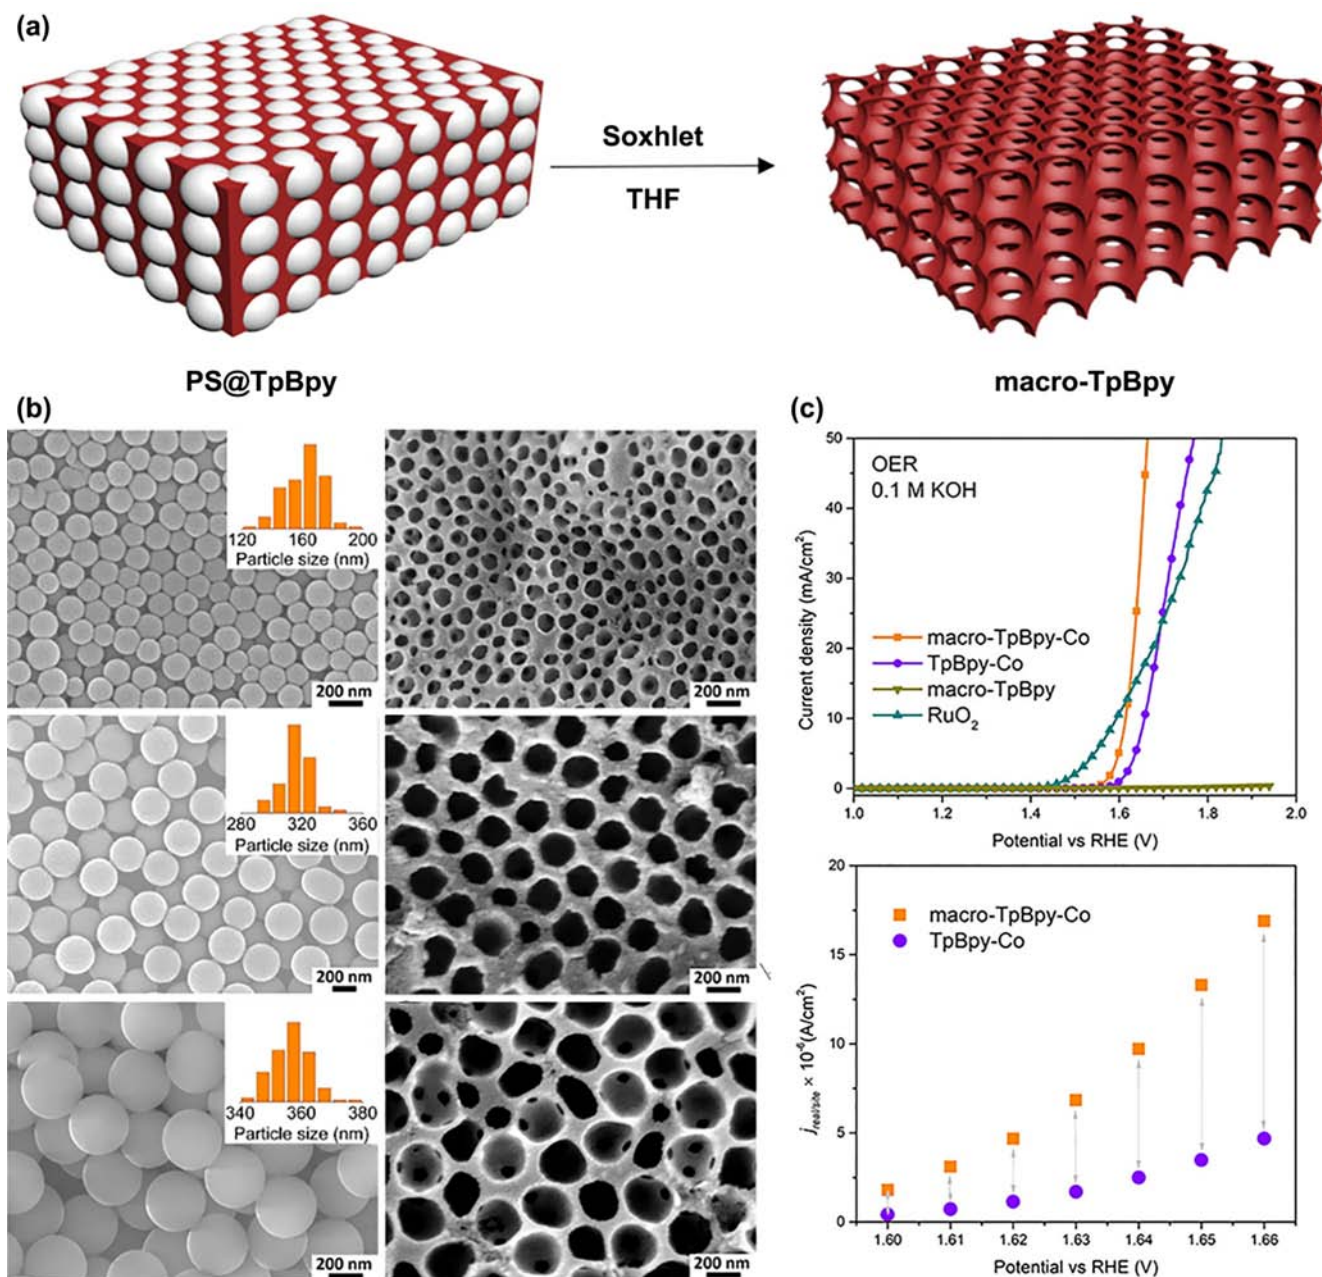 (a)
Soxhlet
THF
PS@TpBpy
macro-TpBpy
(b)
120 160 200
Particle size (nm)
200 nm
200 nm
280 320 360
Particle size (nm)
200 nm
200 nm
340 360 380
Particle size (nm)
200 nm
200 nm
(c)
50
40
30
20
10
0
Current density (mA/cm²)
OER
0.1 M KOH
macro-TpBpy-Co
TpBpy-Co
macro-TpBpy
RuO₂
1.0 1.2 1.4 1.6 1.8 2.0
Potential vs RHE (V)
20
15
10
5
0
j_real/site × 10⁻⁶(A/cm²)
macro-TpBpy-Co
TpBpy-Co
1.60 1.61 1.62 1.63 1.64 1.65 1.66
Potential vs RHE (V)